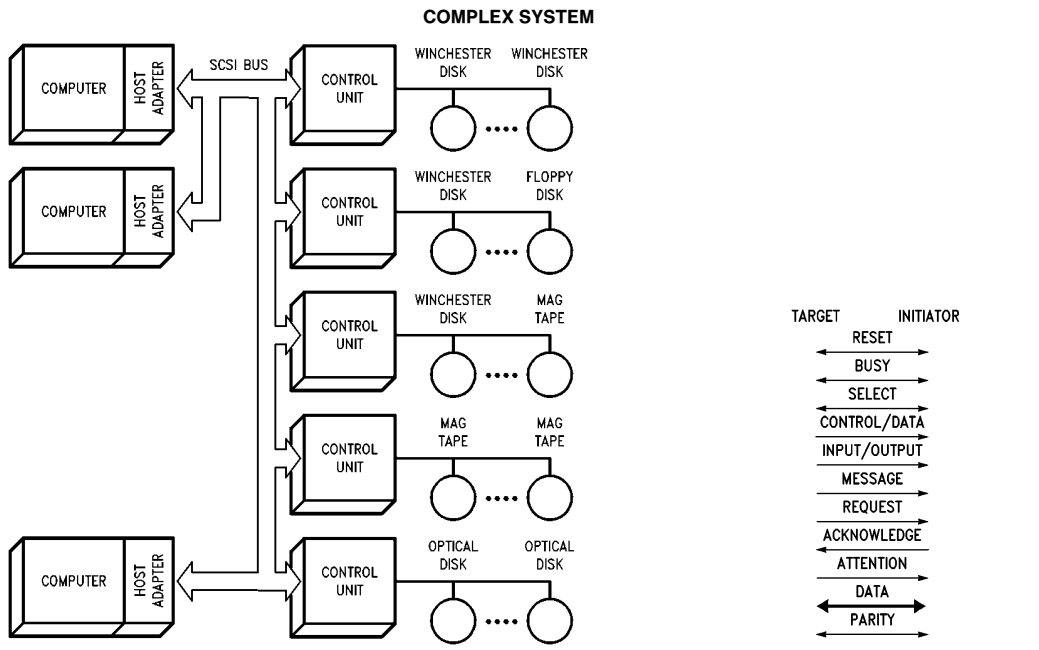 COMPLEX SYSTEM
COMPUTER
HOST
ADAPTER
SCSI BUS
CONTROL
UNIT
WINCHESTER
DISK
WINCHESTER
DISK
COMPUTER
HOST
ADAPTER
CONTROL
UNIT
WINCHESTER
DISK
FLOPPY
DISK
CONTROL
UNIT
WINCHESTER
DISK
MAG
TAPE
CONTROL
UNIT
MAG
TAPE
MAG
TAPE
COMPUTER
HOST
ADAPTER
CONTROL
UNIT
OPTICAL
DISK
OPTICAL
DISK
TARGET INITIATOR
RESET
BUSY
SELECT
CONTROL/DATA
INPUT/OUTPUT
MESSAGE
REQUEST
ACKNOWLEDGE
ATTENTION
DATA
PARITY